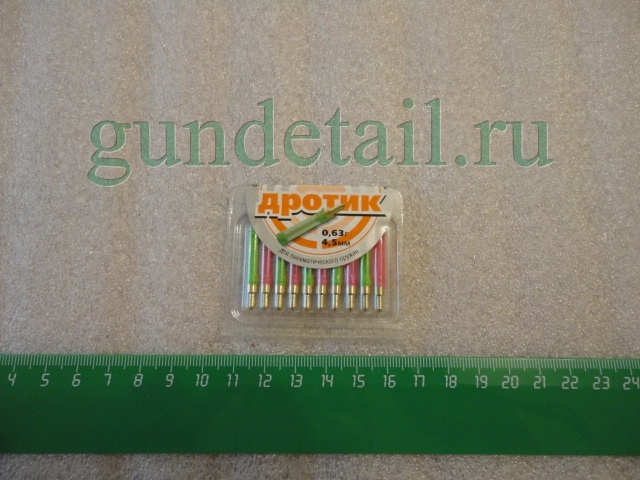 gundetail.ru
ДРОТИК
0,63г
4,5мм
для пневматического оружия
4 5 6 7 8 9 10 11 12 13 14 15 16 17 18 19 20 21 22 23 24